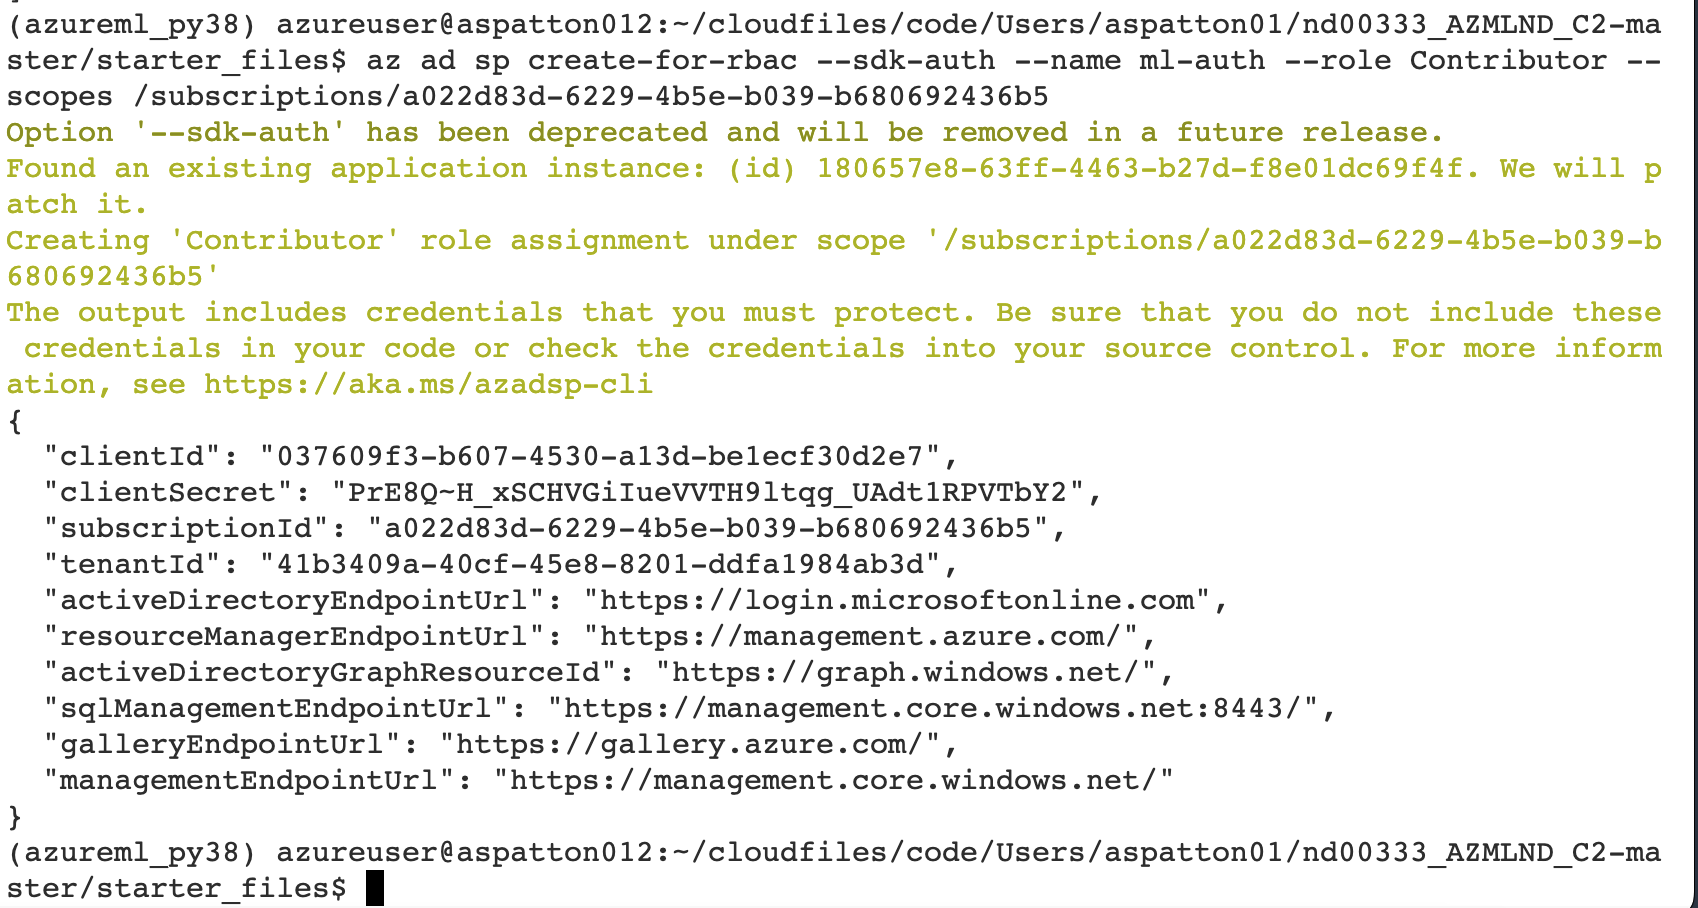 (azureml_py38) azureuser@aspatton012:~/cloudfiles/code/Users/aspatton01/nd00333_AZMLND_C2-ma
ster/starter_files$ az ad sp create-for-rbac --sdk-auth --name ml-auth --role Contributor --
scopes /subscriptions/a022d83d-6229-4b5e-b039-b680692436b5
Option '--sdk-auth' has been deprecated and will be removed in a future release.
Found an existing application instance: (id) 180657e8-63ff-4463-b27d-f8e01dc69f4f. We will p
atch it.
Creating 'Contributor' role assignment under scope '/subscriptions/a022d83d-6229-4b5e-b039-b
680692436b5'
The output includes credentials that you must protect. Be sure that you do not include these
 credentials in your code or check the credentials into your source control. For more inform
ation, see https://aka.ms/azadsp-cli
{
  "clientId": "037609f3-b607-4530-a13d-be1ecf30d2e7",
  "clientSecret": "PrE8Q~H_xSCHVGiIueVVTH9ltqg_UAdt1RPVTbY2",
  "subscriptionId": "a022d83d-6229-4b5e-b039-b680692436b5",
  "tenantId": "41b3409a-40cf-45e8-8201-ddfa1984ab3d",
  "activeDirectoryEndpointUrl": "https://login.microsoftonline.com",
  "resourceManagerEndpointUrl": "https://management.azure.com/",
  "activeDirectoryGraphResourceId": "https://graph.windows.net/",
  "sqlManagementEndpointUrl": "https://management.core.windows.net:8443/",
  "galleryEndpointUrl": "https://gallery.azure.com/",
  "managementEndpointUrl": "https://management.core.windows.net/"
}
(azureml_py38) azureuser@aspatton012:~/cloudfiles/code/Users/aspatton01/nd00333_AZMLND_C2-ma
ster/starter_files$